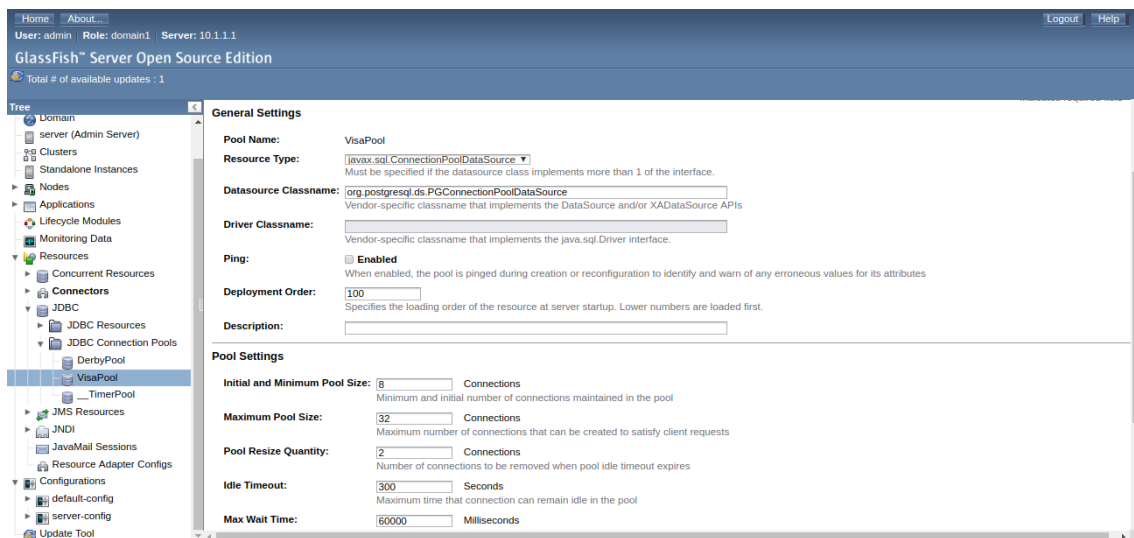 Home About... Logout Help
User: admin Role: domain1 Server: 10.1.1.1
GlassFish™ Server Open Source Edition
Total # of available updates : 1
Tree
Domain
server (Admin Server)
Clusters
Standalone Instances
Nodes
Applications
Lifecycle Modules
Monitoring Data
Resources
Concurrent Resources
Connectors
JDBC
JDBC Resources
JDBC Connection Pools
DerbyPool
VisaPool
__TimerPool
JMS Resources
JNDI
JavaMail Sessions
Resource Adapter Configs
Configurations
default-config
server-config
Update Tool
General Settings
Pool Name: VisaPool
Resource Type: javax.sql.ConnectionPoolDataSource
Must be specified if the datasource class implements more than 1 of the interface.
Datasource Classname: org.postgresql.ds.PGConnectionPoolDataSource
Vendor-specific classname that implements the DataSource and/or XADataSource APIs
Driver Classname:
Vendor-specific classname that implements the java.sql.Driver interface.
Ping: Enabled
When enabled, the pool is pinged during creation or reconfiguration to identify and warn of any erroneous values for its attributes
Deployment Order: 100
Specifies the loading order of the resource at server startup. Lower numbers are loaded first.
Description:
Pool Settings
Initial and Minimum Pool Size: 8 Connections
Minimum and initial number of connections maintained in the pool
Maximum Pool Size: 32 Connections
Maximum number of connections that can be created to satisfy client requests
Pool Resize Quantity: 2 Connections
Number of connections to be removed when pool idle timeout expires
Idle Timeout: 300 Seconds
Maximum time that connection can remain idle in the pool
Max Wait Time: 60000 Milliseconds